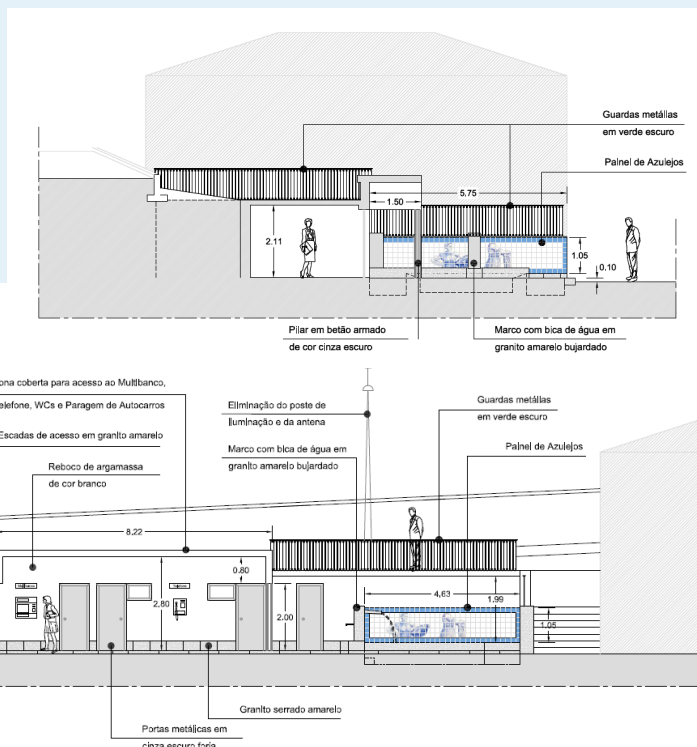 Guardas metállas
em verde escuro
Painel de Azulejos
5.75
1.50
2.11
1.05
0.10
Pilar em betão armado
de cor cinza escuro
Marco com bica de água em
granito amarelo bujardado
ona coberta para acesso ao Multibanco,
elefone, WCs e Paragem de Autocarros
Escadas de acesso em granito amarelo
Reboco de argamassa
de cor branco
Eliminação do poste de
iluminação e da antena
Marco com bica de água em
granito amarelo bujardado
Guardas metállas
em verde escuro
Painel de Azulejos
8.22
0.80
2.80
2.00
4.63
1.99
1.05
Granito serrado amarelo
Portas metálicas em
cinza escuro forja